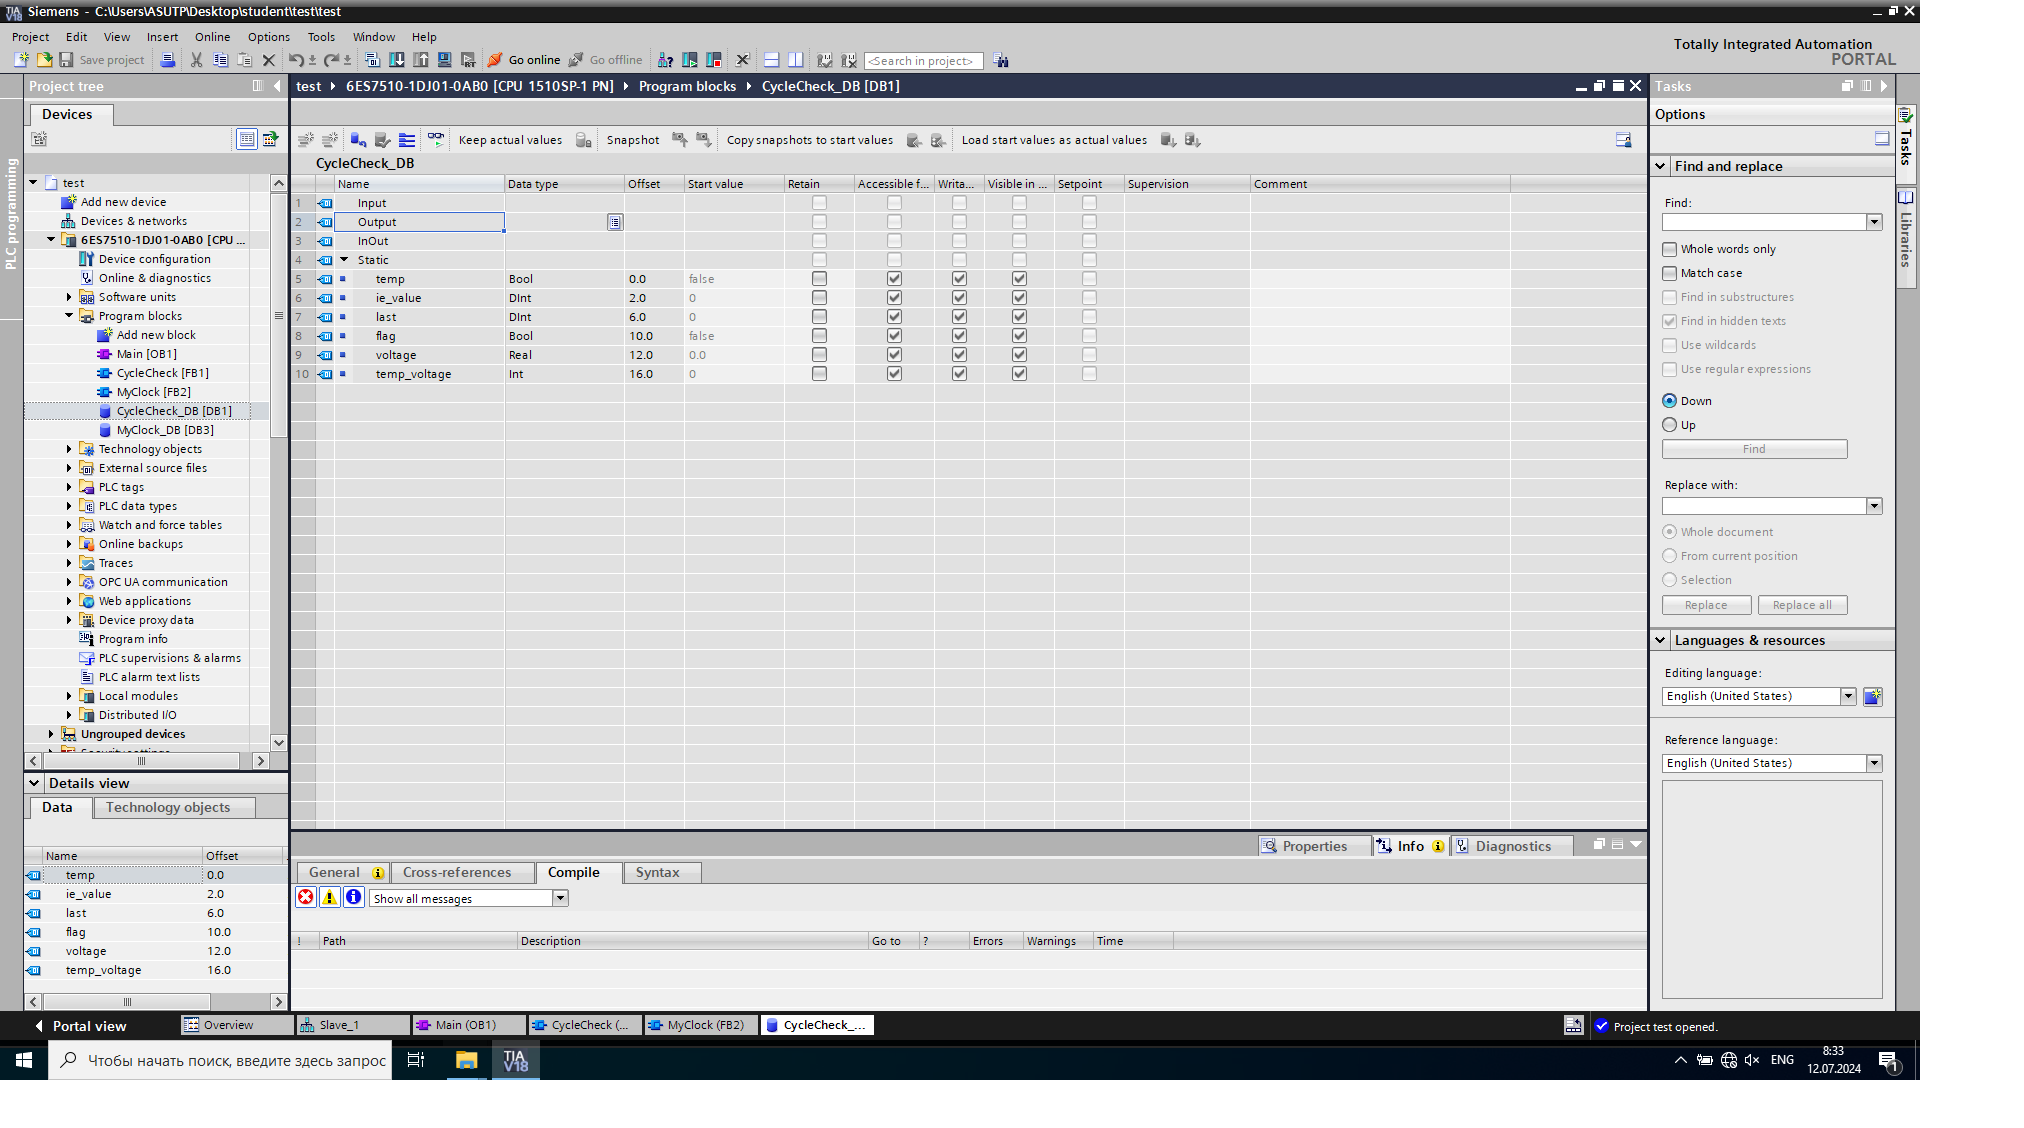 Siemens - C:\Users\ASUTP\Desktop\student\test\test
Project Edit View Insert Online Options Tools Window Help
Totally Integrated Automation
PORTAL
Save project Go online Go offline <Search in project>
Project tree
test 6ES7510-1DJ01-0AB0 [CPU 1510SP-1 PN] Program blocks CycleCheck_DB [DB1]
Tasks
Devices
Options
Keep actual values Snapshot Copy snapshots to start values Load start values as actual values
CycleCheck_DB
Name Data type Offset Start value Retain Accessible f... Writa... Visible in ... Setpoint Supervision Comment
1 Input
2 Output
3 InOut
4 Static
5 temp Bool 0.0 false
6 ie_value DInt 2.0 0
7 last DInt 6.0 0
8 flag Bool 10.0 false
9 voltage Real 12.0 0.0
10 temp_voltage Int 16.0 0
PLC programming
test
Add new device
Devices & networks
6ES7510-1DJ01-0AB0 [CPU ...
Device configuration
Online & diagnostics
Software units
Program blocks
Add new block
Main [OB1]
CycleCheck [FB1]
MyClock [FB2]
CycleCheck_DB [DB1]
MyClock_DB [DB3]
Technology objects
External source files
PLC tags
PLC data types
Watch and force tables
Online backups
Traces
OPC UA communication
Web applications
Device proxy data
Program info
PLC supervisions & alarms
PLC alarm text lists
Local modules
Distributed I/O
Ungrouped devices
Security settings
Details view
Data Technology objects
Name Offset
temp 0.0
ie_value 2.0
last 6.0
flag 10.0
voltage 12.0
temp_voltage 16.0
Find and replace
Find:
Whole words only
Match case
Find in substructures
Find in hidden texts
Use wildcards
Use regular expressions
Down
Up
Find
Replace with:
Whole document
From current position
Selection
Replace Replace all
Languages & resources
Editing language:
English (United States)
Reference language:
English (United States)
Tasks
Libraries
Properties Info Diagnostics
General Cross-references Compile Syntax
Show all messages
! Path Description Go to ? Errors Warnings Time
Portal view Overview Slave_1 Main (OB1) CycleCheck (... MyClock (FB2) CycleCheck_... Project test opened.
Чтобы начать поиск, введите здесь запрос
TIA
V18
ENG
8:33
12.07.2024
1